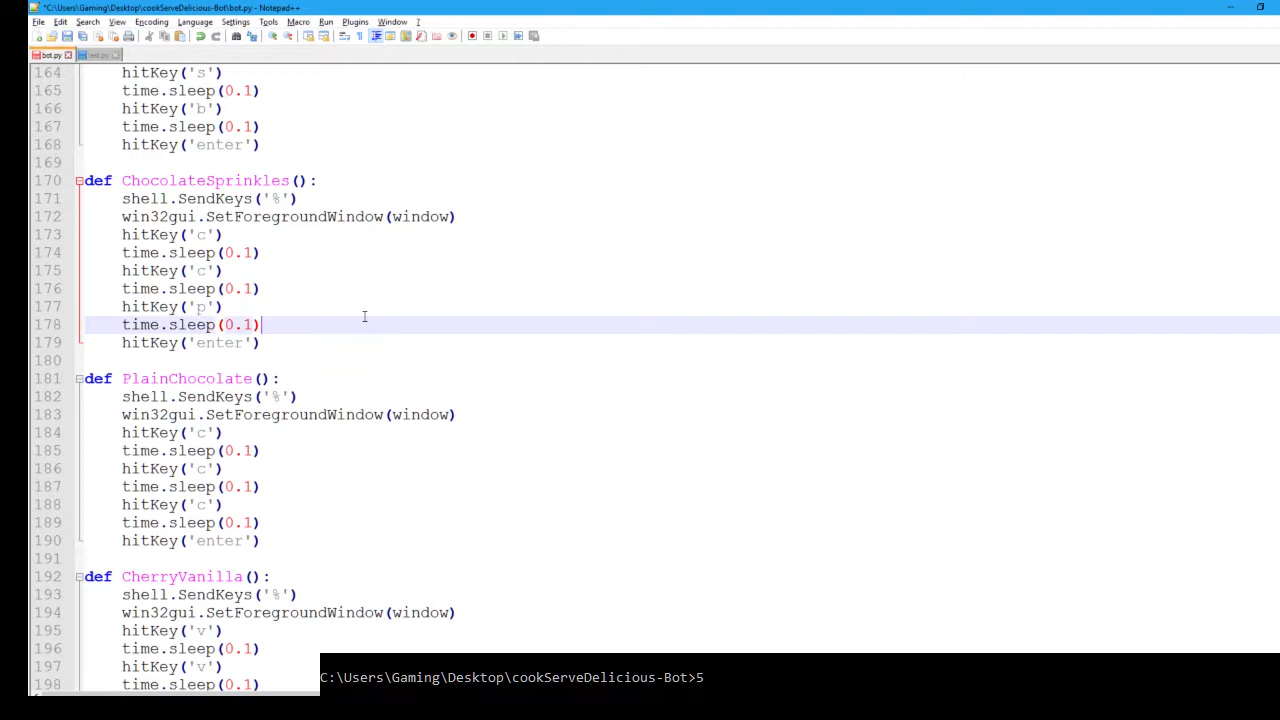 *C:\Users\Gaming\Desktop\cookServeDelicious-Bot\bot.py - Notepad++
File Edit Search View Encoding Language Settings Tools Macro Run Plugins Window ?
bot.py test.py
164 hitKey('s')
165 time.sleep(0.1)
166 hitKey('b')
167 time.sleep(0.1)
168 hitKey('enter')
169
170 def ChocolateSprinkles():
171 shell.SendKeys('%')
172 win32gui.SetForegroundWindow(window)
173 hitKey('c')
174 time.sleep(0.1)
175 hitKey('c')
176 time.sleep(0.1)
177 hitKey('p')
178 time.sleep(0.1)
179 hitKey('enter')
180
181 def PlainChocolate():
182 shell.SendKeys('%')
183 win32gui.SetForegroundWindow(window)
184 hitKey('c')
185 time.sleep(0.1)
186 hitKey('c')
187 time.sleep(0.1)
188 hitKey('c')
189 time.sleep(0.1)
190 hitKey('enter')
191
192 def CherryVanilla():
193 shell.SendKeys('%')
194 win32gui.SetForegroundWindow(window)
195 hitKey('v')
196 time.sleep(0.1)
197 hitKey('v')
198 time.sleep(0.1)
C:\Users\Gaming\Desktop\cookServeDelicious-Bot>5